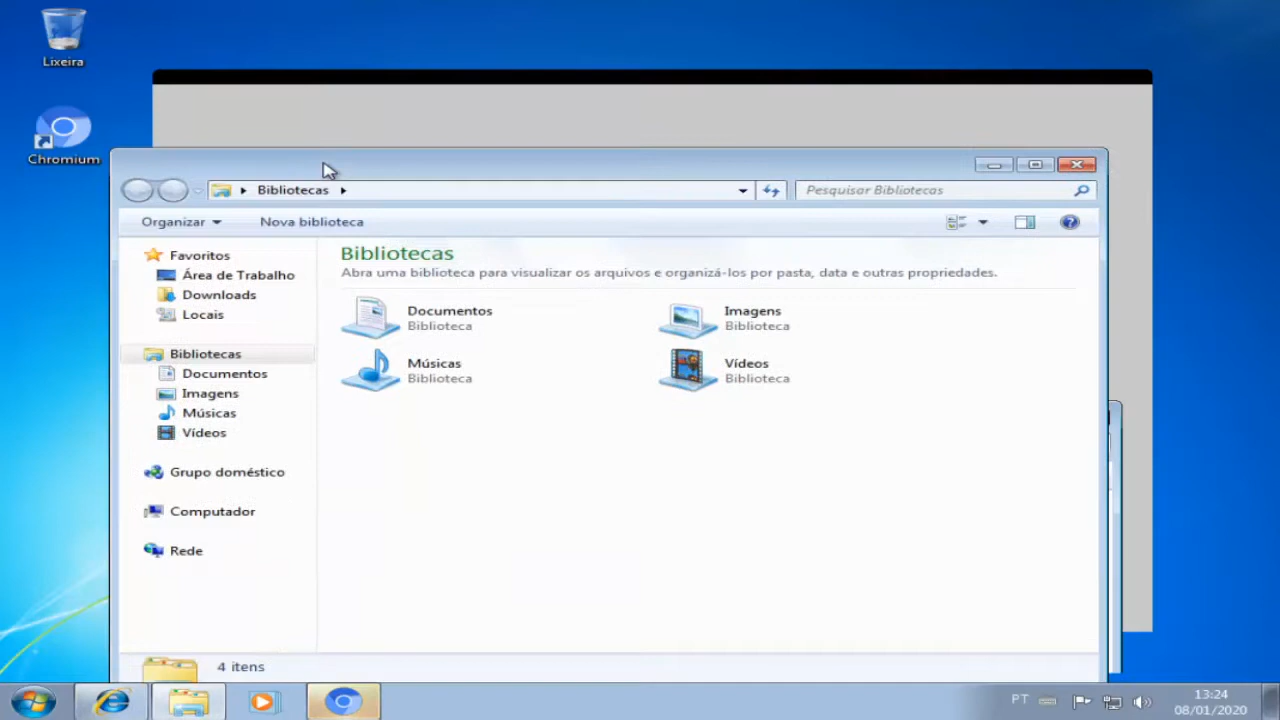 Lixeira
Chromium
Bibliotecas
Pesquisar Bibliotecas
Organizar
Nova biblioteca
Favoritos
Área de Trabalho
Downloads
Locais
Bibliotecas
Documentos
Imagens
Músicas
Vídeos
Grupo doméstico
Computador
Rede
Bibliotecas
Abra uma biblioteca para visualizar os arquivos e organizá-los por pasta, data e outras propriedades.
Documentos
Biblioteca
Imagens
Biblioteca
Músicas
Biblioteca
Vídeos
Biblioteca
4 itens
PT
13:24
08/01/2020